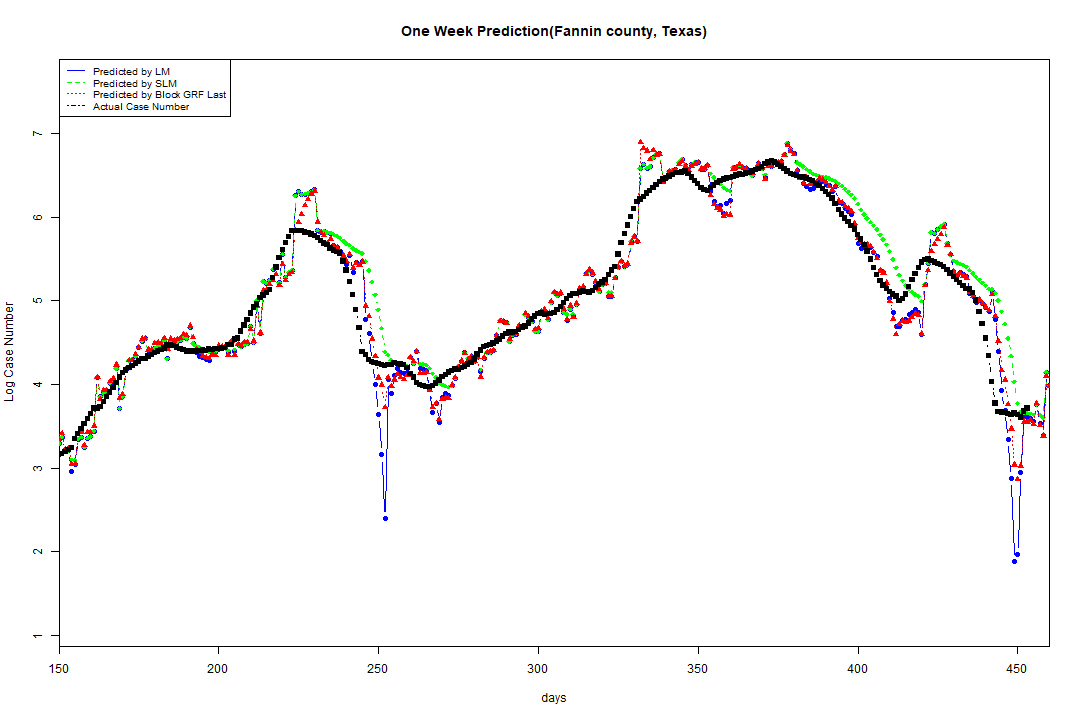 One Week Prediction(Fannin county, Texas)
Predicted by LM
Predicted by SLM
Predicted by Block GRF Last
Actual Case Number
7
6
5
4
3
2
1
Log Case Number
150 200 250 300 350 400 450
days